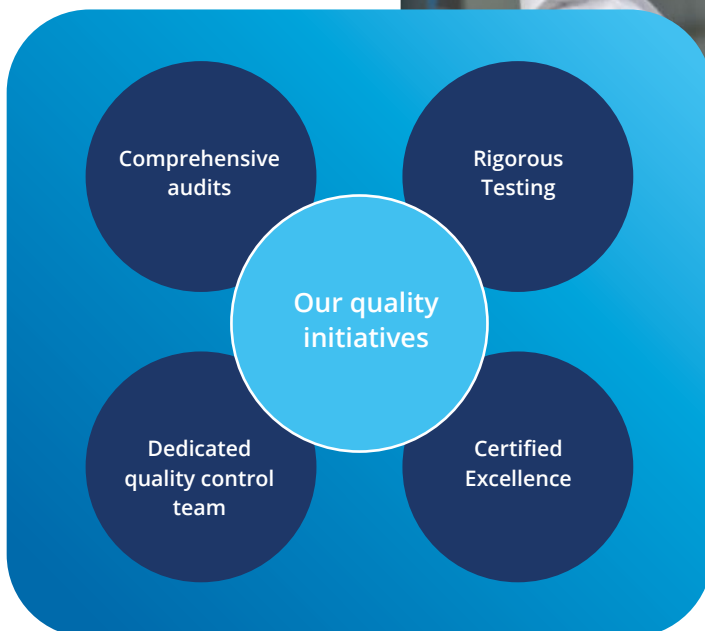 Comprehensive
audits
Rigorous
Testing
Our quality
initiatives
Dedicated
quality control
team
Certified
Excellence